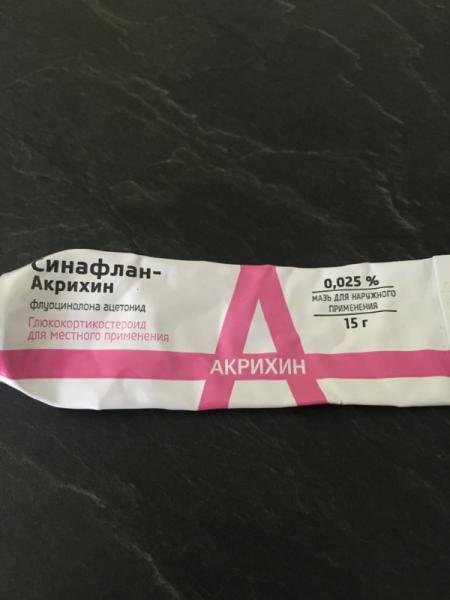 Синафлан-
Акрихин
флуоцинолона ацетонид
Глюкокортикостероид
для местного применения
АКРИХИН
0,025 %
МАЗЬ ДЛЯ НАРУЖНОГО
ПРИМЕНЕНИЯ
15 г